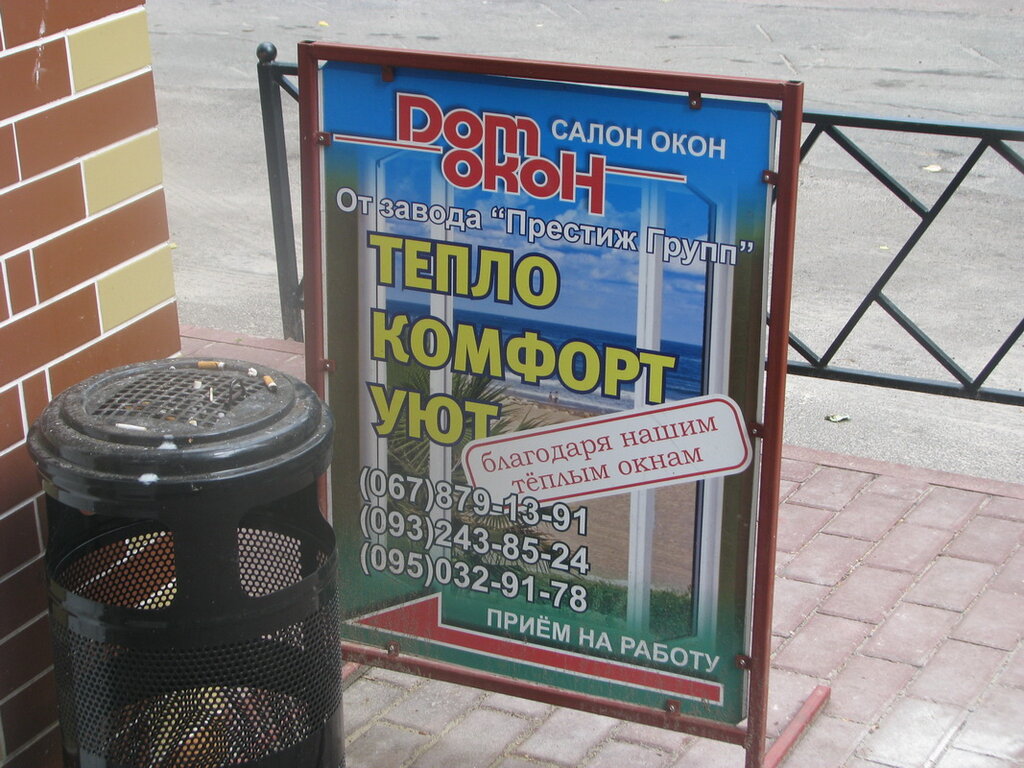 Dom
окон
САЛОН ОКОН
От завода “Престиж Групп”
ТЕПЛО
КОМФОРТ
УЮТ
благодаря нашим
тёплым окнам
(067)879-13-91
(093)243-85-24
(095)032-91-78
ПРИЁМ НА РАБОТУ